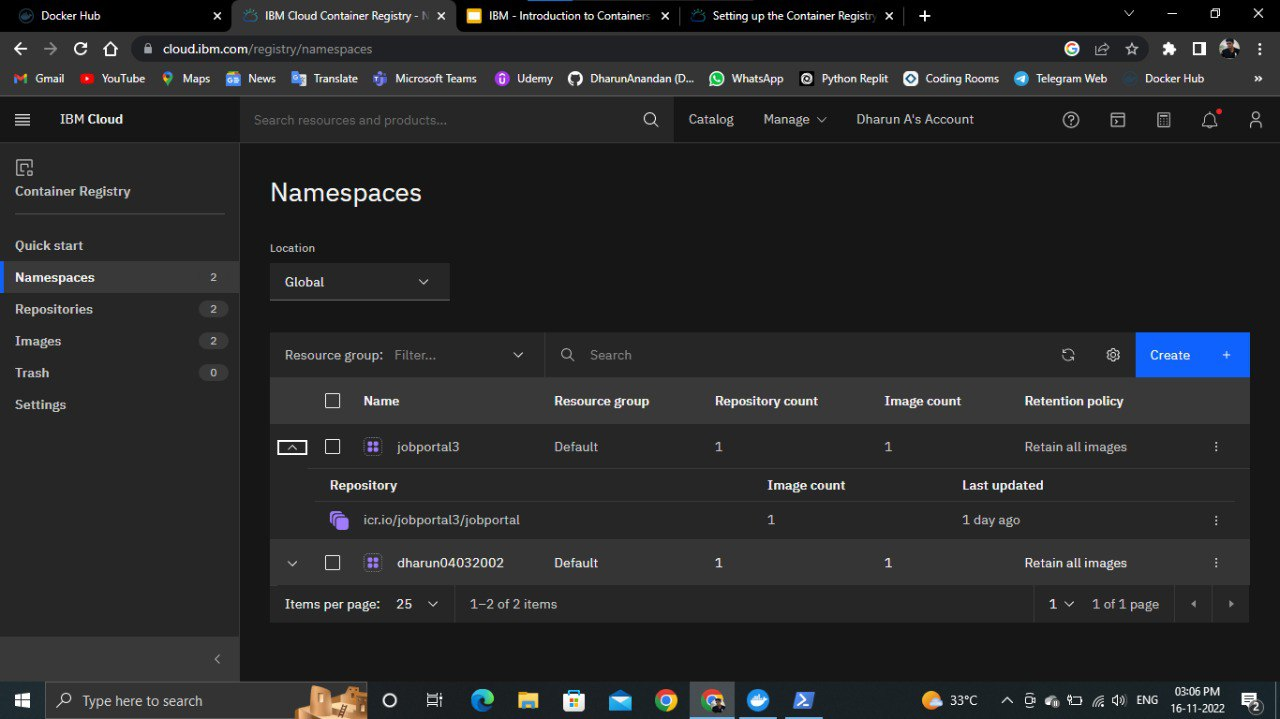 Docker Hub
IBM Cloud Container Registry - N
IBM - Introduction to Containers
Setting up the Container Registry
cloud.ibm.com/registry/namespaces
Gmail YouTube Maps News Translate Microsoft Teams Udemy DharunAnandan (D... WhatsApp Python Replit Coding Rooms Telegram Web Docker Hub »
IBM Cloud
Search resources and products...
Catalog Manage Dharun A's Account
Container Registry
Quick start
Namespaces 2
Repositories 2
Images 2
Trash 0
Settings
Namespaces
Location
Global
Resource group: Filter... Search Create +
Name Resource group Repository count Image count Retention policy
jobportal3 Default 1 1 Retain all images
Repository Image count Last updated
icr.io/jobportal3/jobportal 1 1 day ago
dharun04032002 Default 1 1 Retain all images
Items per page: 25 1–2 of 2 items 1 1 of 1 page
Type here to search
33°C ENG
03:06 PM
16-11-2022
2